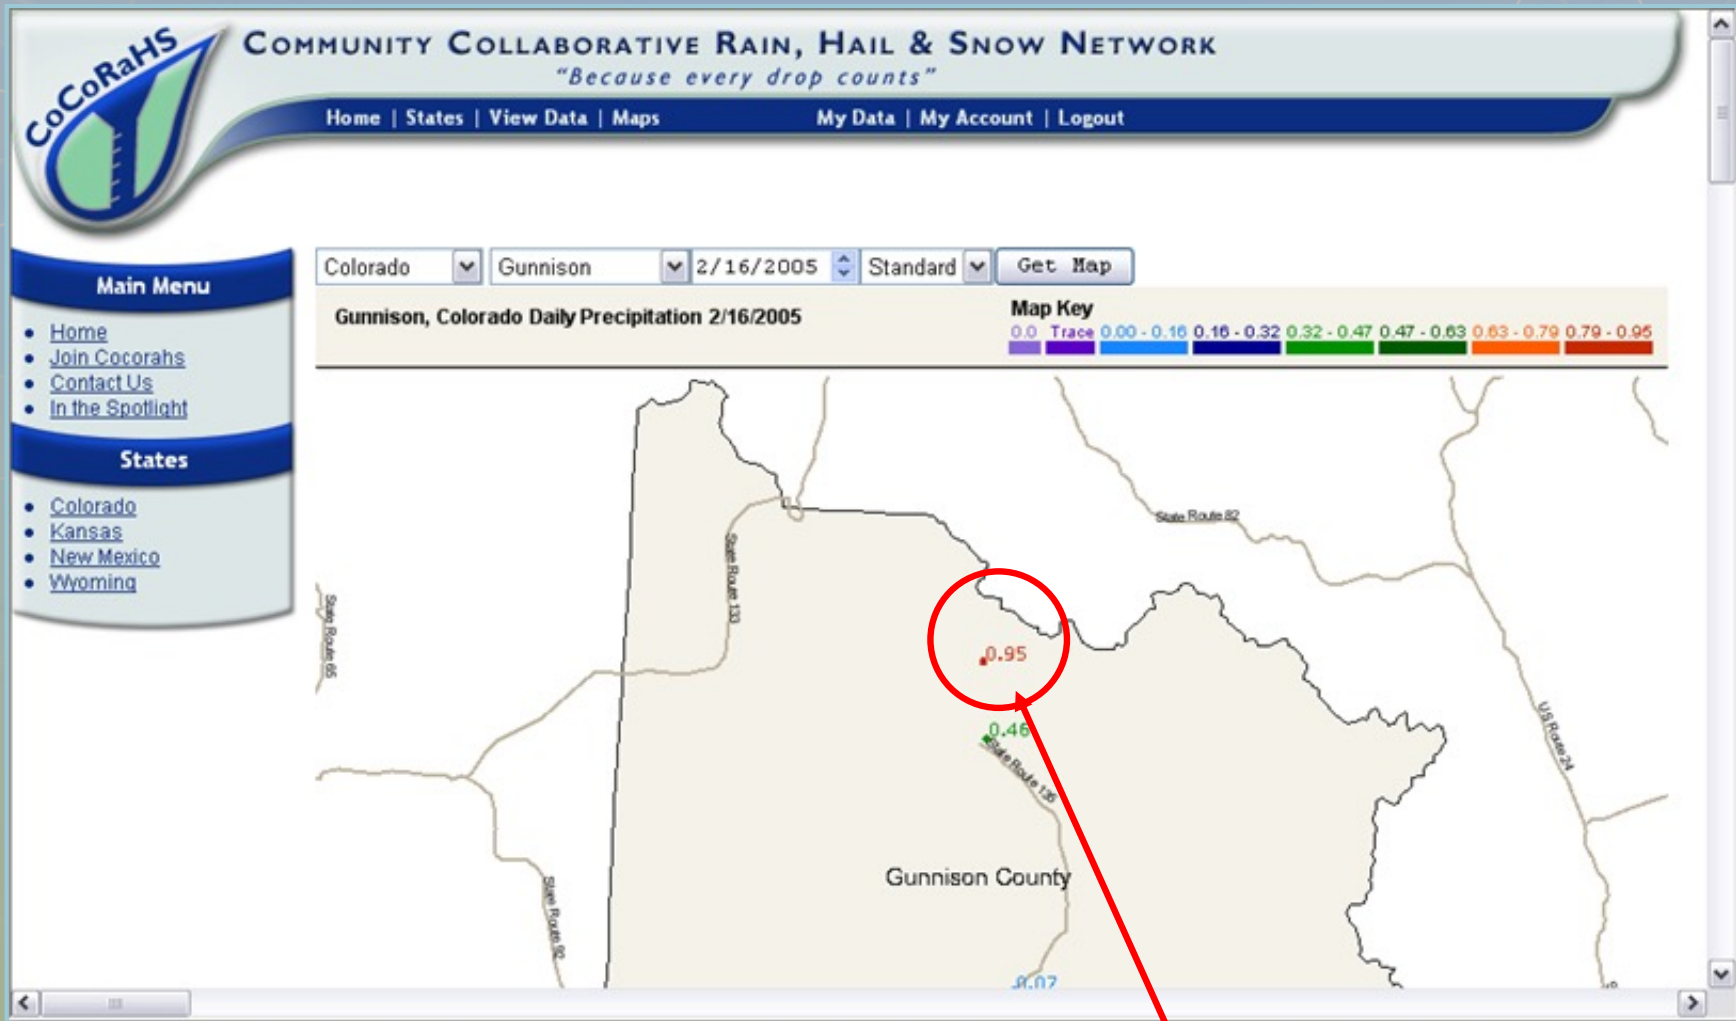 CoCoRaHS
COMMUNITY COLLABORATIVE RAIN, HAIL & SNOW NETWORK
"Because every drop counts"
Home | States | View Data | Maps My Data | My Account | Logout
Main Menu
Home
Join Cocorahs
Contact Us
In the Spotlight
States
Colorado
Kansas
New Mexico
Wyoming
Colorado Gunnison 2/16/2005 Standard Get Map
Gunnison, Colorado Daily Precipitation 2/16/2005
Map Key
0.0 Trace 0.00 - 0.16 0.16 - 0.32 0.32 - 0.47 0.47 - 0.63 0.63 - 0.79 0.79 - 0.95
State Route 82
State Route 133
State Route 65
0.95
0.46
State Route 135
US Route 24
Gunnison County
State Route 92
0.07